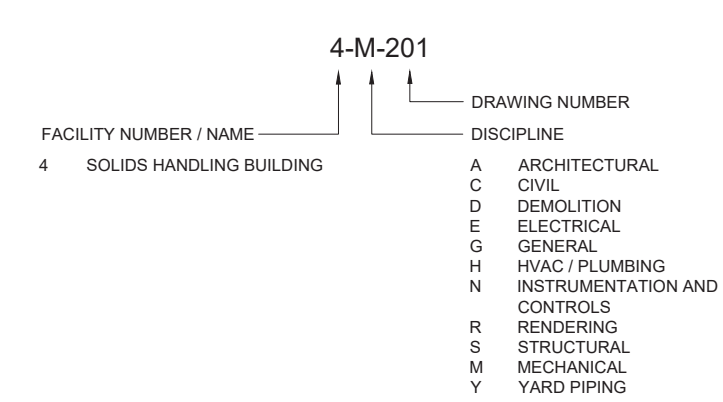 4-M-201
DRAWING NUMBER
FACILITY NUMBER / NAME
DISCIPLINE
4 SOLIDS HANDLING BUILDING
A ARCHITECTURAL
C CIVIL
D DEMOLITION
E ELECTRICAL
G GENERAL
H HVAC / PLUMBING
N INSTRUMENTATION AND
CONTROLS
R RENDERING
S STRUCTURAL
M MECHANICAL
Y YARD PIPING